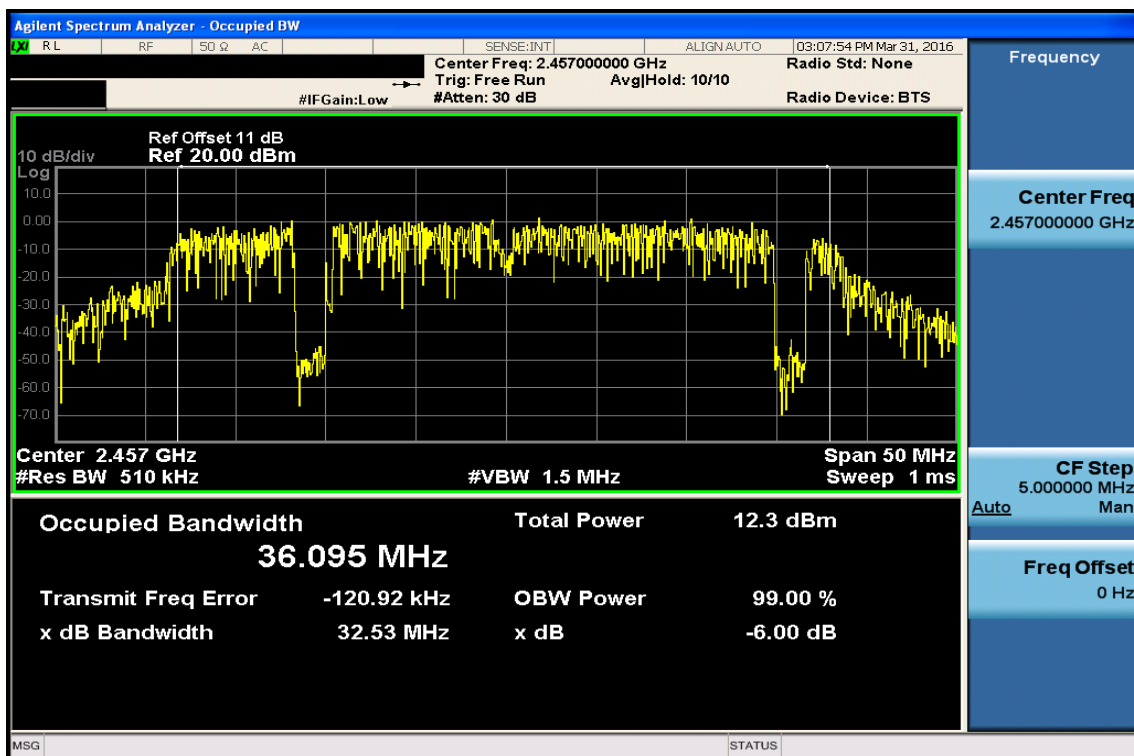 Agilent Spectrum Analyzer - Occupied BW
LXI RL RF 50 Ω AC SENSE:INT ALIGN AUTO 03:07:54 PM Mar 31, 2016
Center Freq: 2.457000000 GHz Radio Std: None
Trig: Free Run Avg|Hold: 10/10
#IFGain:Low #Atten: 30 dB Radio Device: BTS
Ref Offset 11 dB
10 dB/div Ref 20.00 dBm
Log
10.0
0.00
-10.0
-20.0
-30.0
-40.0
-50.0
-60.0
-70.0
Center 2.457 GHz Span 50 MHz
#Res BW 510 kHz #VBW 1.5 MHz Sweep 1 ms
Occupied Bandwidth Total Power 12.3 dBm
36.095 MHz
Transmit Freq Error -120.92 kHz OBW Power 99.00 %
x dB Bandwidth 32.53 MHz x dB -6.00 dB
MSG STATUS
Frequency
Center Freq
2.457000000 GHz
CF Step
5.000000 MHz
Auto Man
Freq Offset
0 Hz